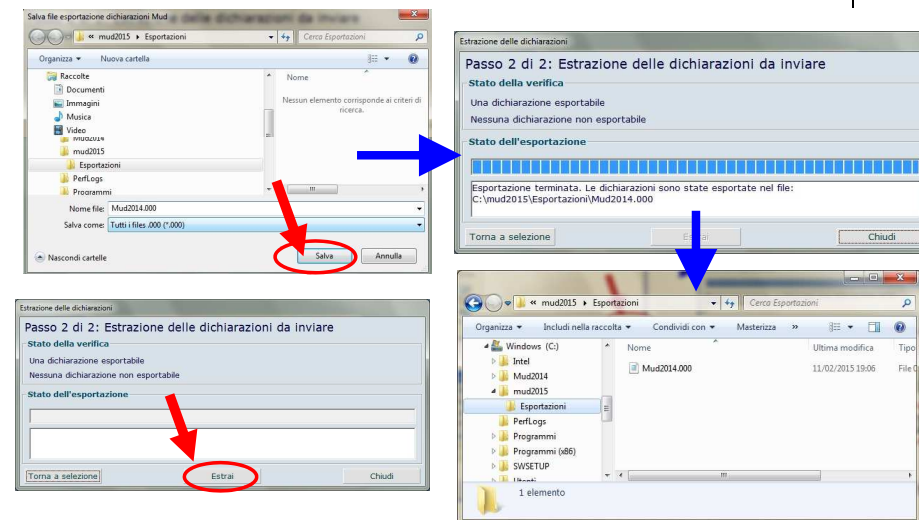 Salva file esportazione dichiarazioni Mud
« mud2015 ▸ Esportazioni
Cerca Esportazioni
Organizza
Nuova cartella
Raccolte
Documenti
Immagini
Musica
Video
Mud2014
mud2015
Esportazioni
PerfLogs
Programmi
Nome
Nessun elemento corrisponde ai criteri di
ricerca.
Nome file: Mud2014.000
Salva come: Tutti i files .000 (*.000)
Nascondi cartelle
Salva
Annulla
Estrazione delle dichiarazioni
Passo 2 di 2: Estrazione delle dichiarazioni da inviare
Stato della verifica
Una dichiarazione esportabile
Nessuna dichiarazione non esportabile
Stato dell'esportazione
Esportazione terminata. Le dichiarazioni sono state esportate nel file:
C:\mud2015\Esportazioni\Mud2014.000
Torna a selezione
Chiudi
Estrazione delle dichiarazioni
Passo 2 di 2: Estrazione delle dichiarazioni da inviare
Stato della verifica
Una dichiarazione esportabile
Nessuna dichiarazione non esportabile
Stato dell'esportazione
Torna a selezione
Estrai
Chiudi
« mud2015 ▸ Esportazioni
Cerca Esportazioni
Organizza
Includi nella raccolta
Condividi con
Masterizza
»
Windows (C:)
Intel
Mud2014
mud2015
Esportazioni
PerfLogs
Programmi
Programmi (x86)
SWSETUP
Utenti
Nome
Ultima modifica
Tipo
Mud2014.000
11/02/2015 19:06
File
1 elemento